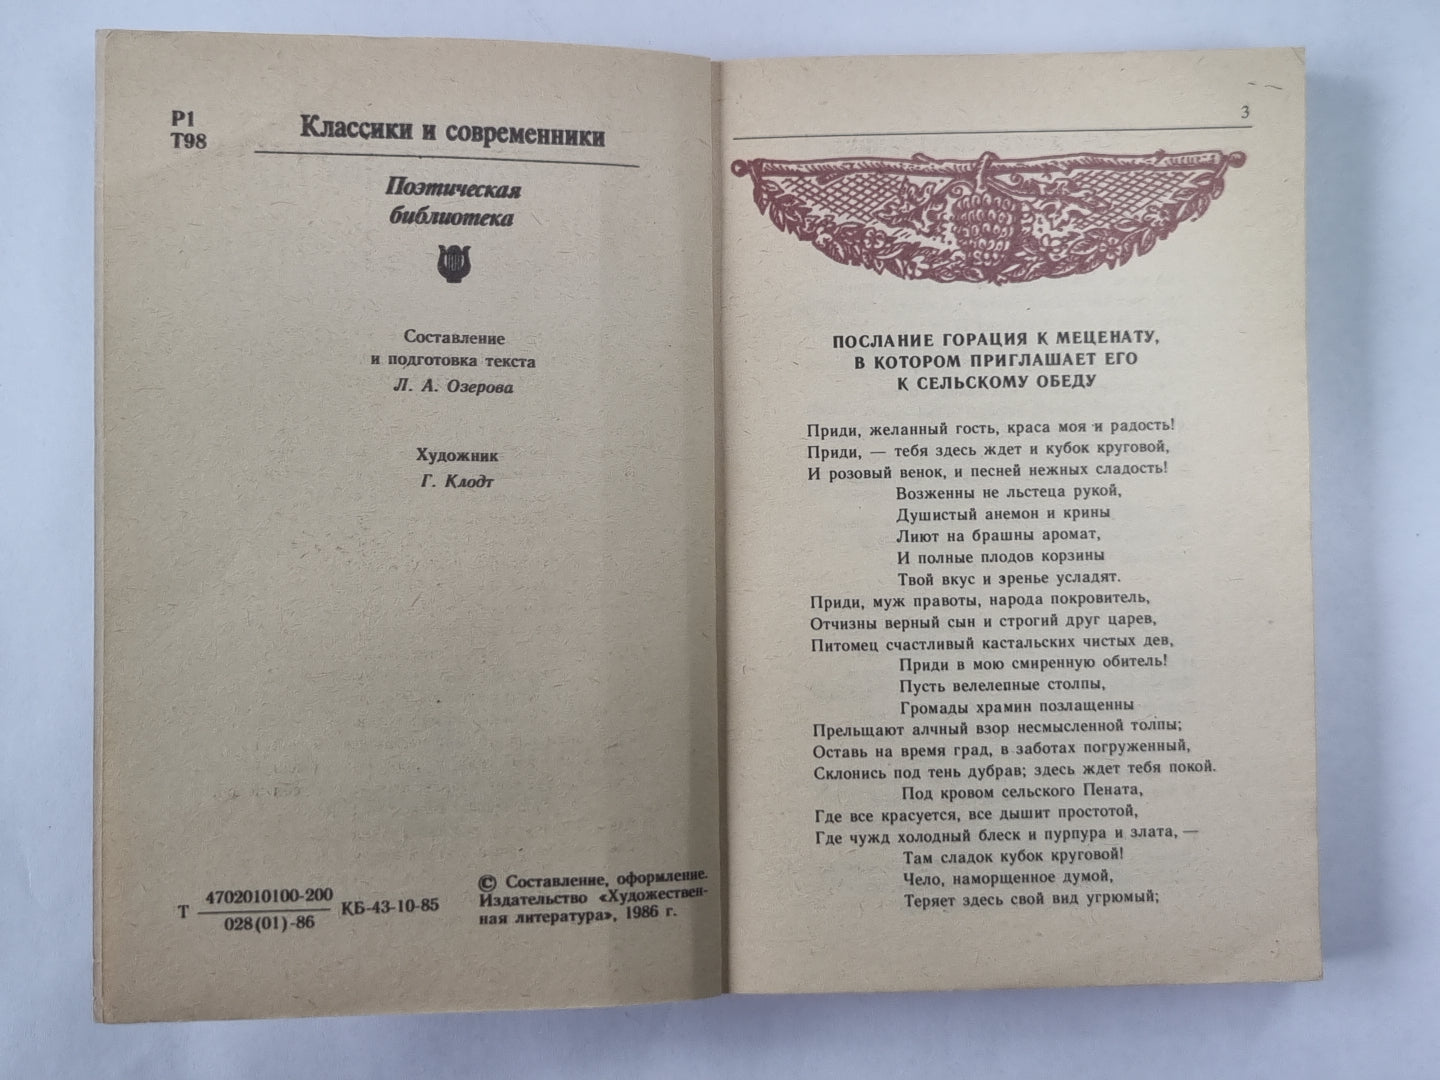 Р1
Т98
Классики и современники
Поэтическая
библиотека
Составление
и подготовка текста
Л. А. Озерова
Художник
Г. Клодт
Т 4702010100-200 КБ-43-10-85
028(01)-86
© Составление, оформление.
Издательство «Художествен-
ная литература», 1986 г.
3
ПОСЛАНИЕ ГОРАЦИЯ К МЕЦЕНАТУ,
В КОТОРОМ ПРИГЛАШАЕТ ЕГО
К СЕЛЬСКОМУ ОБЕДУ
Приди, желанный гость, краса моя и радость!
Приди, — тебя здесь ждет и кубок круговой,
И розовый венок, и песней нежных сладость!
Возженны не льстеца рукой,
Душистый анемон и крины
Лиют на брашны аромат,
И полные плодов корзины
Твой вкус и зренье усладят.
Приди, муж правоты, народа покровитель,
Отчизны верный сын и строгий друг царев,
Питомец счастливый кастальских чистых дев,
Приди в мою смиренную обитель!
Пусть велелепные столпы,
Громады храмин позлащенны
Прельщают алчный взор несмысленной толпы;
Оставь на время град, в заботах погруженный,
Склонись под тень дубрав; здесь ждет тебя покой.
Под кровом сельского Пената,
Где все красуется, все дышит простотой,
Где чужд холодный блеск и пурпура и злата, —
Там сладок кубок круговой!
Чело, наморщенное думой,
Теряет здесь свой вид угрюмый;